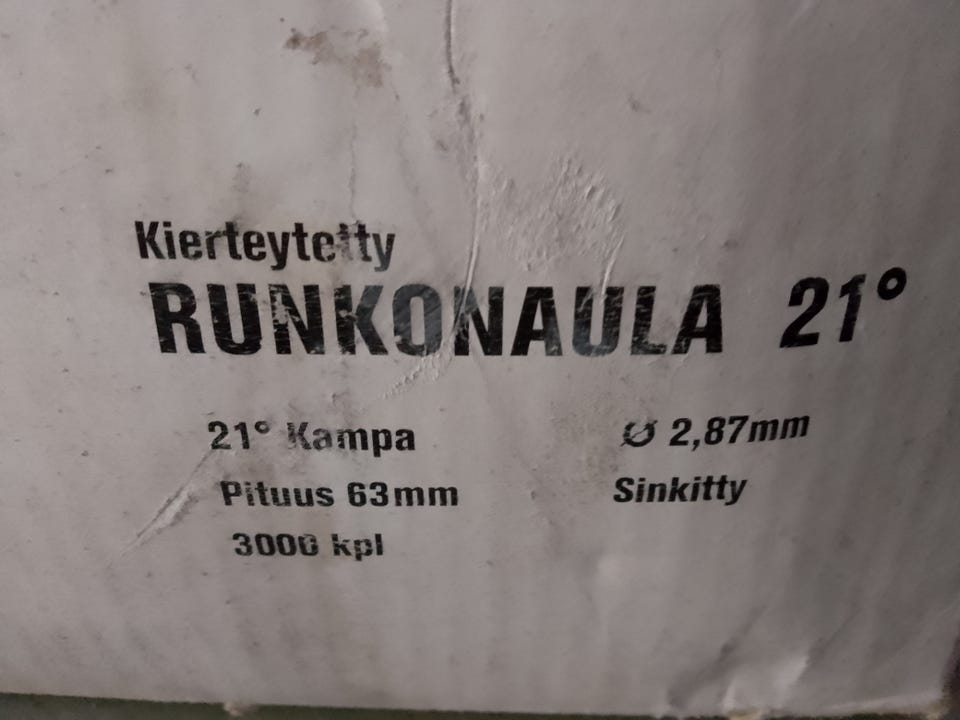 Kierteytetty
RUNKONAULA 21°
21° Kampa
Ø 2,87mm
Pituus 63mm
Sinkitty
3000 kpl